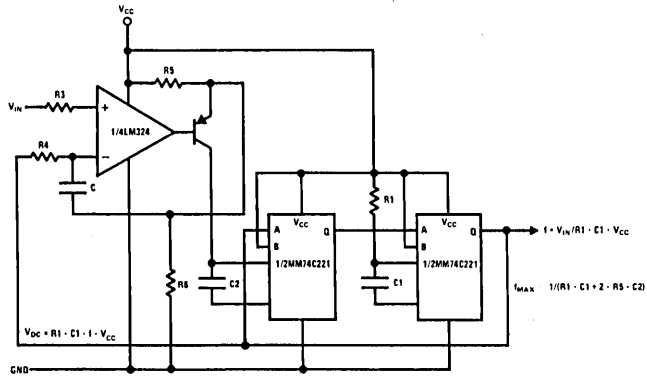 VCC
R5
VIN
R3
+
1/4LM324
R4
−
C
R1
VCC
VCC
A
Q
A
Q
f = VIN/R1 · C1 · VCC
B
B
1/2MM74C221
1/2MM74C221
R6
C2
C1
fMAX 1/(R1 · C1 + 2 · R5 · C2)
VDC = R1 · C1 · f · VCC
GND